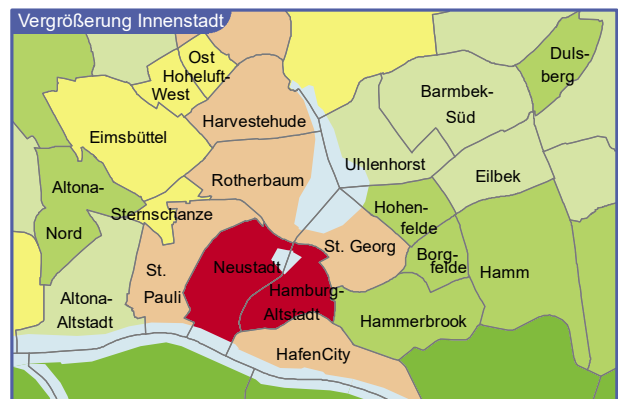 Vergrößerung Innenstadt
Ost
Hoheluft-
West
Duls-
berg
Barmbek-
Süd
Harvestehude
Eimsbüttel
Uhlenhorst
Eilbek
Rotherbaum
Altona-
Nord
Sternschanze
Hohen-
felde
St. Georg
Borg-
felde
Hamm
St.
Pauli
Neustadt
Hamburg-
Altstadt
Altona-
Altstadt
Hammerbrook
HafenCity